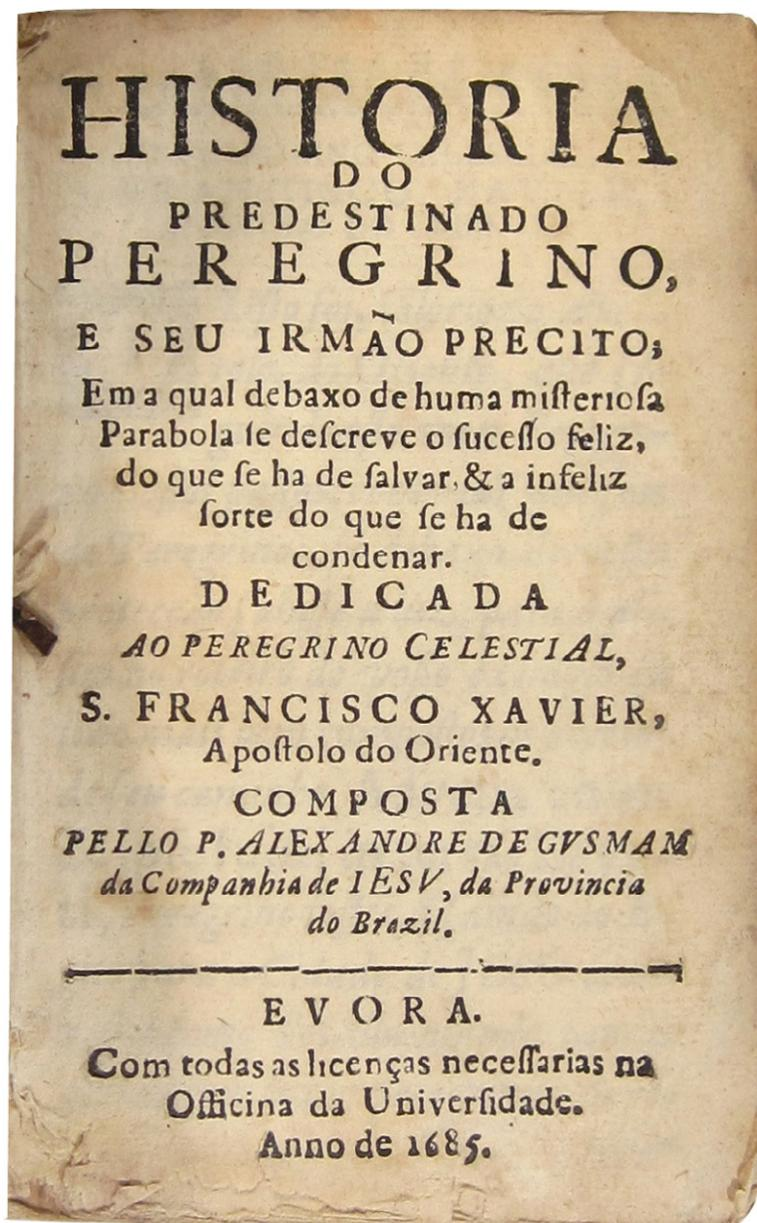 HISTORIA
DO
PREDESTINADO
PEREGRINO,
E SEU IRMÃO PRECITO;
Em a qual debaxo de huma miſterioſa
Parabola ſe deſcreve o ſuceſſo feliz,
do que ſe ha de ſalvar, & a infeliz
ſorte do que ſe ha de
condenar.
DEDICADA
AO PEREGRINO CELESTIAL,
S. FRANCISCO XAVIER,
Apoſtolo do Oriente.
COMPOSTA
PELLO P. ALEXANDRE DE GVSMAM
da Companhia de IESV, da Provincia
do Brazil.
EVORA.
Com todas as licenças neceſſarias na
Officina da Univerſidade.
Anno de 1685.